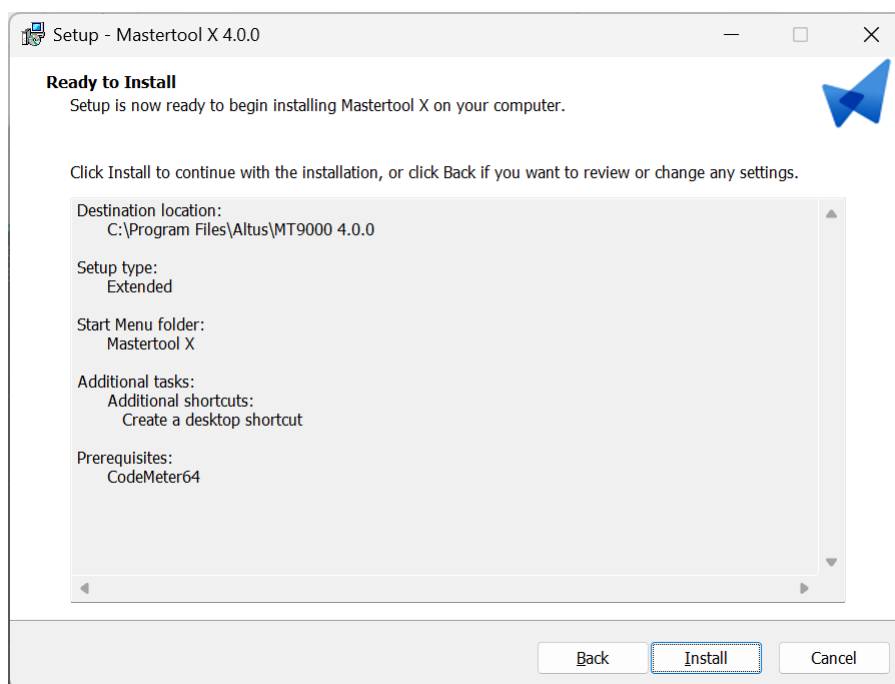 Setup - Mastertool X 4.0.0
Ready to Install
Setup is now ready to begin installing Mastertool X on your computer.
Click Install to continue with the installation, or click Back if you want to review or change any settings.
Destination location:
C:\Program Files\Altus\MT9000 4.0.0
Setup type:
Extended
Start Menu folder:
Mastertool X
Additional tasks:
Additional shortcuts:
Create a desktop shortcut
Prerequisites:
CodeMeter64
Back Install Cancel